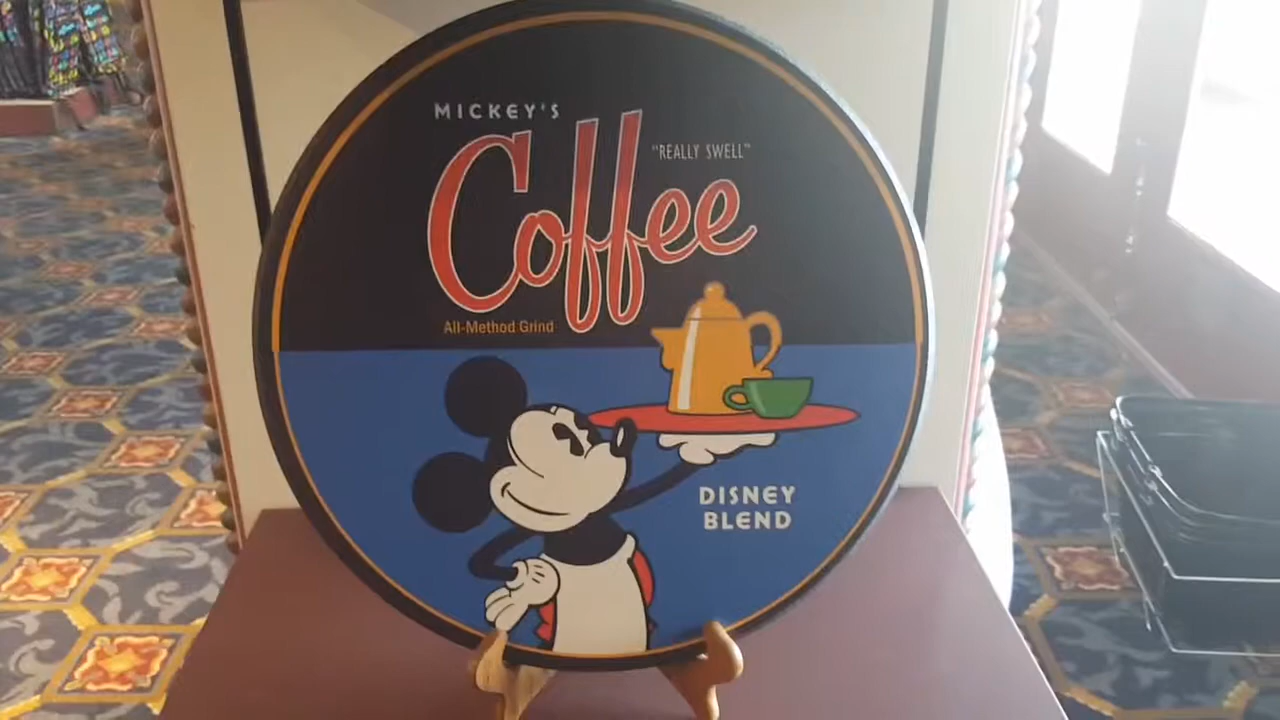 MICKEY'S
"REALLY SWELL"
Coffee
All-Method Grind
DISNEY
BLEND